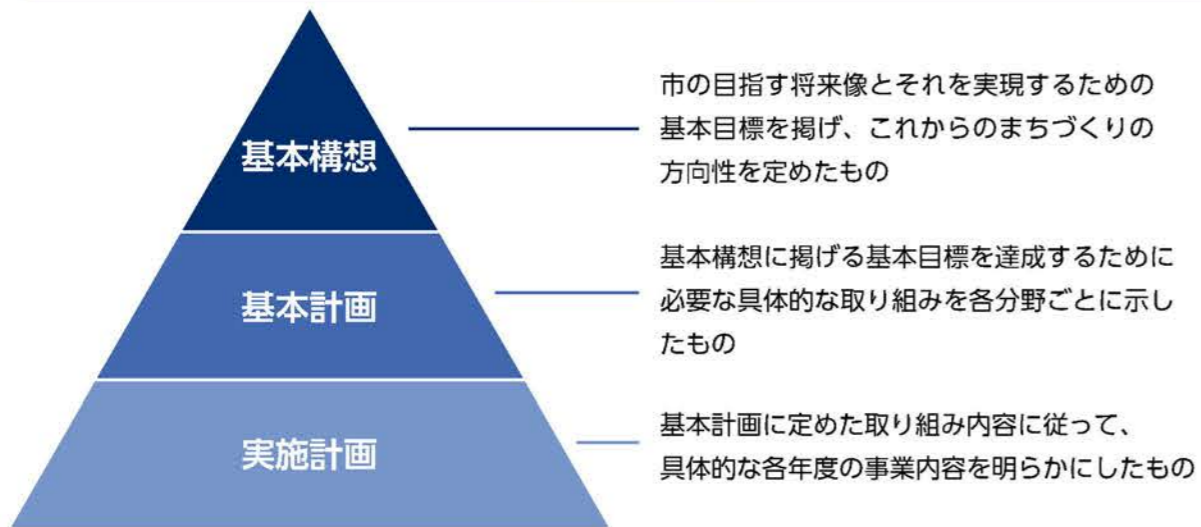 基本構想
市の目指す将来像とそれを実現するための
基本目標を掲げ、これからのまちづくりの
方向性を定めたもの
基本計画
基本構想に掲げる基本目標を達成するために
必要な具体的な取り組みを各分野ごとに示し
たもの
実施計画
基本計画に定めた取り組み内容に従って、
具体的な各年度の事業内容を明らかにしたもの